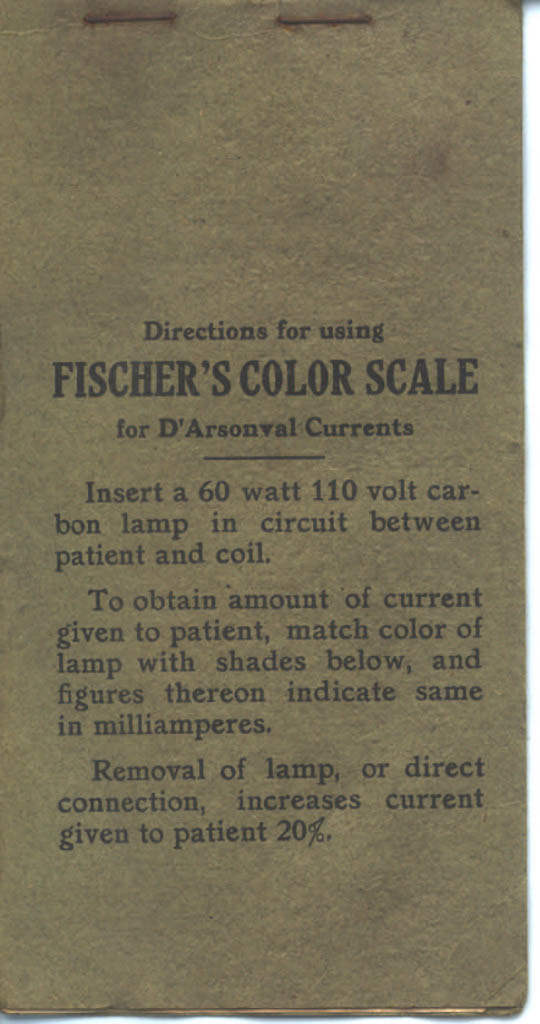 Directions for using
FISCHER'S COLOR SCALE
for D'Arsonval Currents
Insert a 60 watt 110 volt car-
bon lamp in circuit between
patient and coil.
To obtain amount of current
given to patient, match color of
lamp with shades below, and
figures thereon indicate same
in milliamperes.
Removal of lamp, or direct
connection, increases current
given to patient 20%.